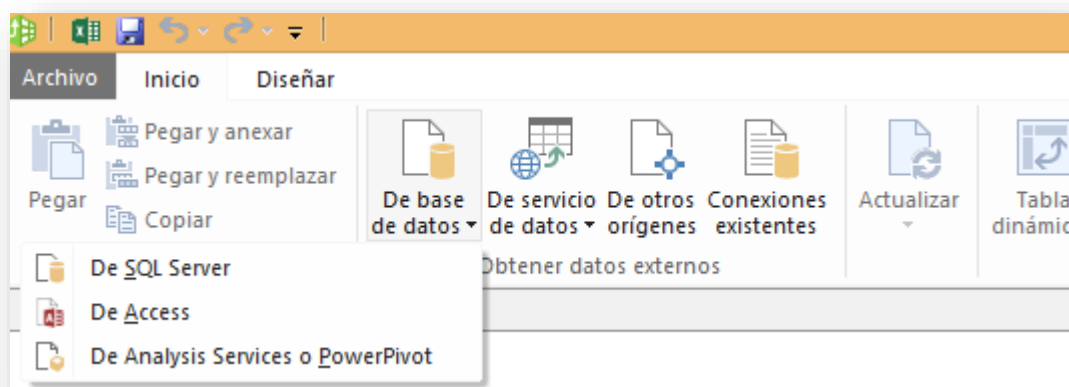 Archivo
Inicio
Diseñar
Pegar
Pegar y anexar
Pegar y reemplazar
Copiar
De base
de datos
De servicio
de datos
De otros
orígenes
Conexiones
existentes
Actualizar
Tabla
dinámic
Obtener datos externos
De SQL Server
De Access
De Analysis Services o PowerPivot